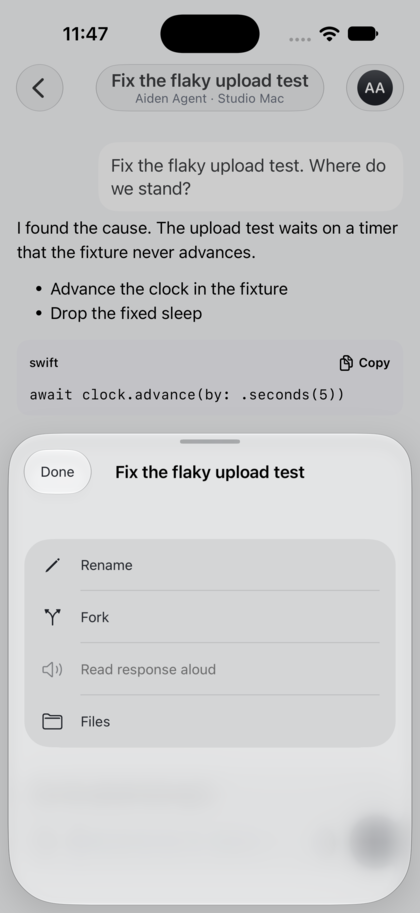 11:47
Fix the flaky upload test
Aiden Agent · Studio Mac
AA
Fix the flaky upload test. Where do
we stand?
I found the cause. The upload test waits on a timer
that the fixture never advances.
• Advance the clock in the fixture
• Drop the fixed sleep
swift
Copy
await clock.advance(by: .seconds(5))
Done
Fix the flaky upload test
Rename
Fork
Read response aloud
Files